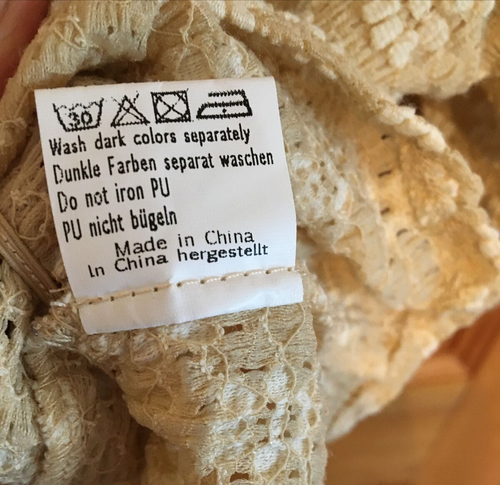 30
Wash dark colors separately
Dunkle Farben separat waschen
Do not iron PU
PU nicht bügeln
Made in China
In China hergestellt